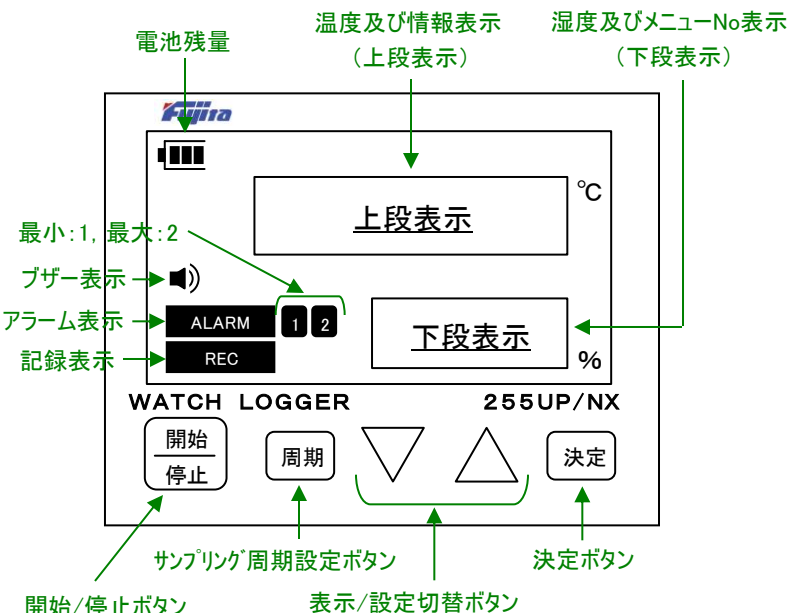 温度及び情報表示
(上段表示)
湿度及びメニューNo表示
(下段表示)
電池残量
Fujita
上段表示
℃
最小:1, 最大:2
ブザー表示
アラーム表示
ALARM
1
2
下段表示
記録表示
REC
%
WATCH LOGGER
255UP/NX
開始
停止
周期
決定
サンプリング周期設定ボタン
決定ボタン
開始/停止ボタン
表示/設定切替ボタン